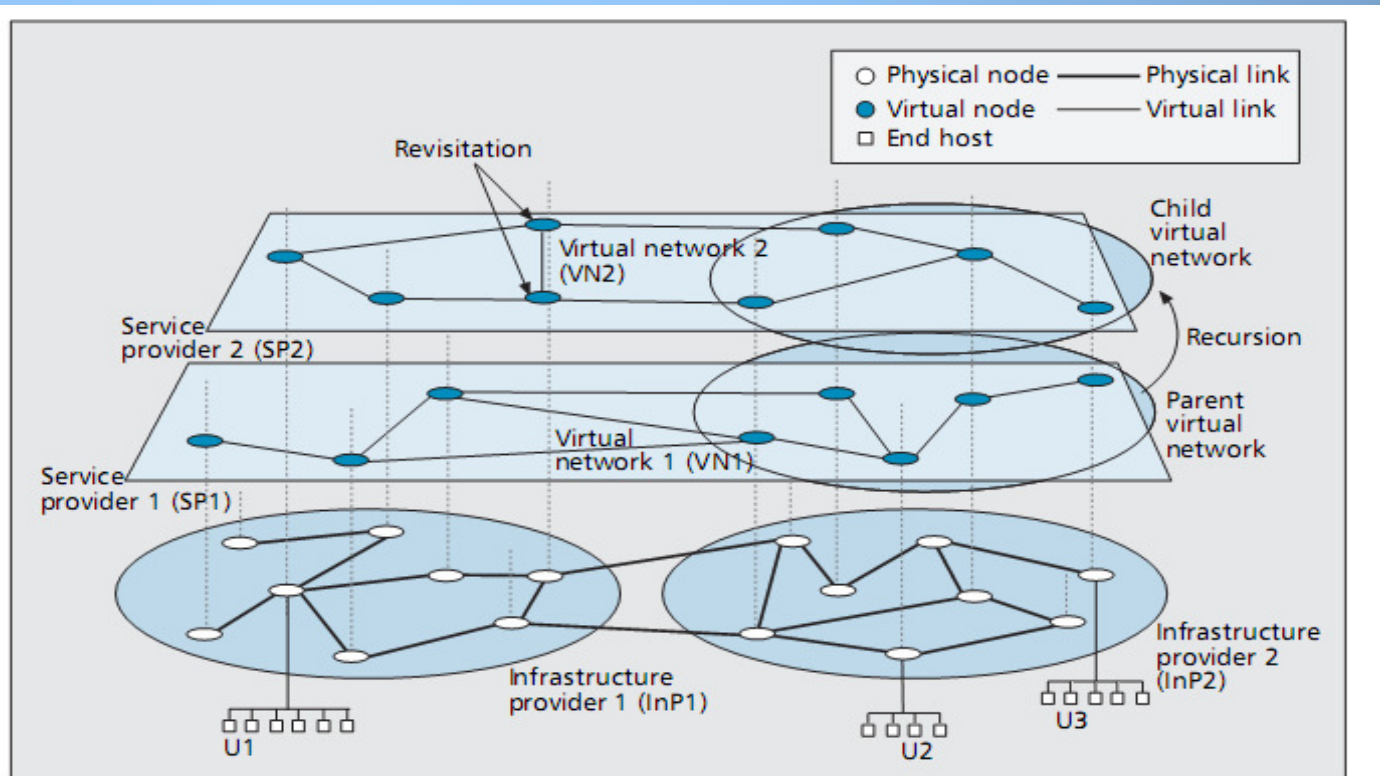 Physical node
Physical link
Virtual node
Virtual link
End host
Revisitation
Child
virtual
network
Virtual network 2
(VN2)
Service
provider 2 (SP2)
Recursion
Parent
virtual
network
Virtual
network 1 (VN1)
Service
provider 1 (SP1)
Infrastructure
provider 1 (InP1)
Infrastructure
provider 2
(InP2)
U1
U2
U3